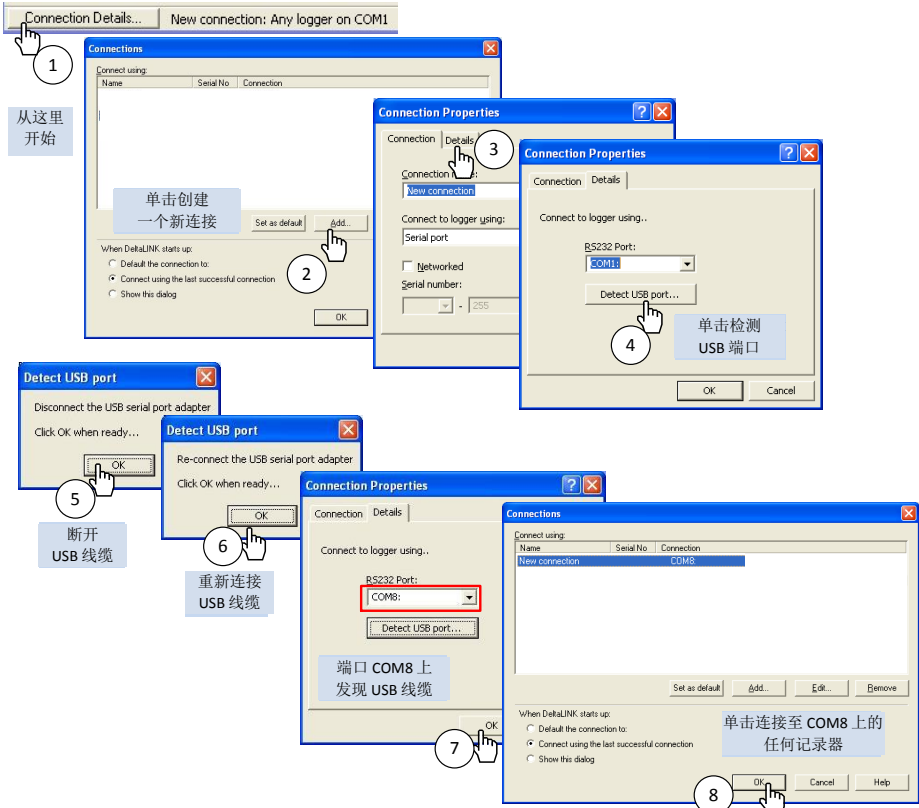 Connection Details... New connection: Any logger on COM1
1
从这里
开始
Connections
Connect using:
Name Serial No Connection
单击创建
一个新连接
Set as default Add...
When DeltaLINK starts up:
Default the connection to:
Connect using the last successful connection
Show this dialog
2
OK
Connection Properties
Connection Details
3
Connection
New connection
Connect to logger using:
Serial port
Networked
Serial number:
- 255
Connection Properties
Connection Details
Connect to logger using..
RS232 Port:
COM1:
Detect USB port...
4
单击检测
USB 端口
OK Cancel
Detect USB port
Disconnect the USB serial port adapter
Click OK when ready...
OK
5
断开
USB 线缆
Detect USB port
Re-connect the USB serial port adapter
Click OK when ready...
OK
6
重新连接
USB 线缆
Connection Properties
Connection Details
Connect to logger using..
RS232 Port:
COM8:
Detect USB port...
端口 COM8 上
发现 USB 线缆
OK
7
Connections
Connect using:
Name Serial No Connection
New connection COM8:
Set as default Add... Edit... Remove
When DeltaLINK starts up:
Default the connection to:
Connect using the last successful connection
Show this dialog
单击连接至 COM8 上的
任何记录器
8
OK Cancel Help